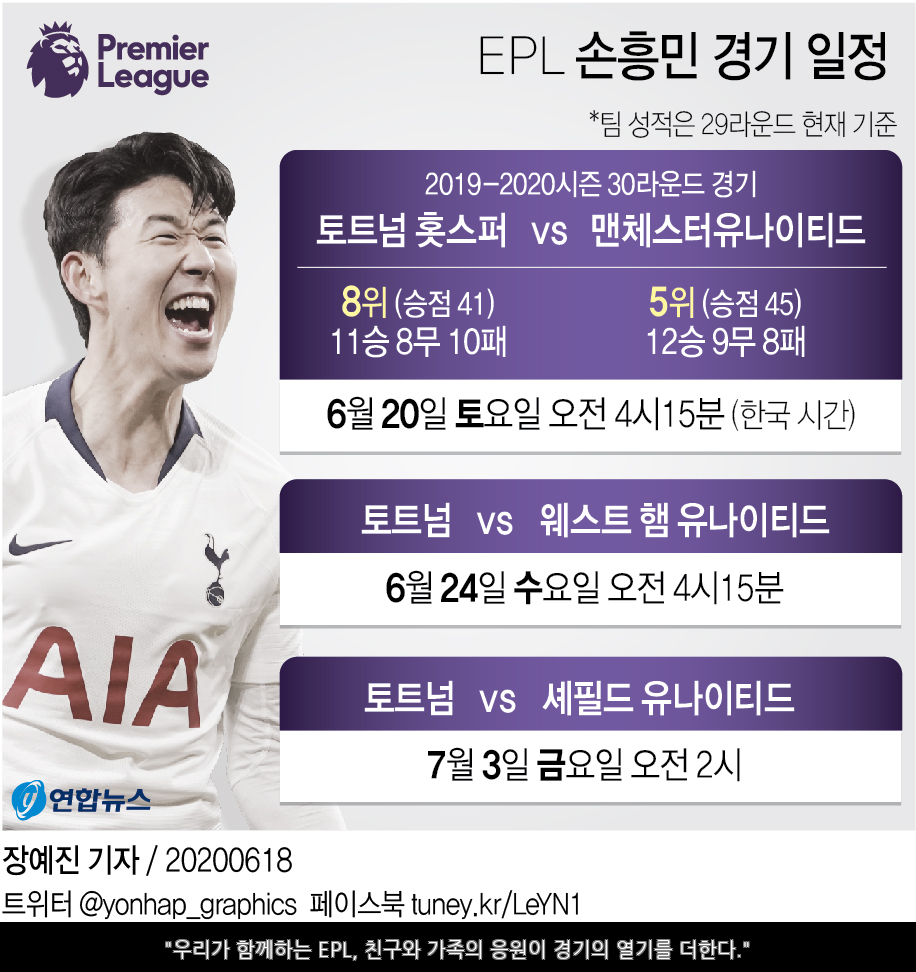 Premier
League
EPL 손흥민 경기 일정
*팀 성적은 29라운드 현재 기준
2019-2020시즌 30라운드 경기
토트넘 홋스퍼 vs 맨체스터유나이티드
8위 (승점 41) 5위 (승점 45)
11승 8무 10패 12승 9무 8패
6월 20일 토요일 오전 4시15분 (한국 시간)
토트넘 vs 웨스트 햄 유나이티드
6월 24일 수요일 오전 4시15분
토트넘 vs 셰필드 유나이티드
7월 3일 금요일 오전 2시
AIA
y 연합뉴스
장예진 기자 / 20200618
트위터 @yonhap_graphics 페이스북 tuney.kr/LeYN1
"우리가 함께하는 EPL, 친구와 가족의 응원이 경기의 열기를 더한다."